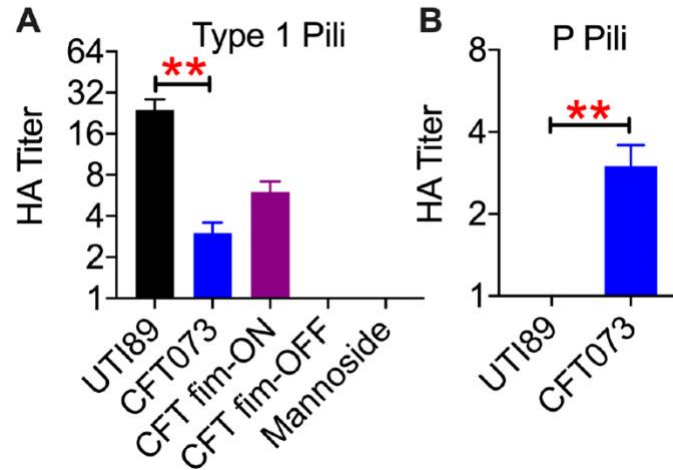 A
Type 1 Pili
HA Titer
64
32
16
8
4
2
1
**
UTI89
CFT073
CFT fim-ON
CFT fim-OFF
Mannoside
B
P Pili
HA Titer
8
4
2
1
**
UTI89
CFT073